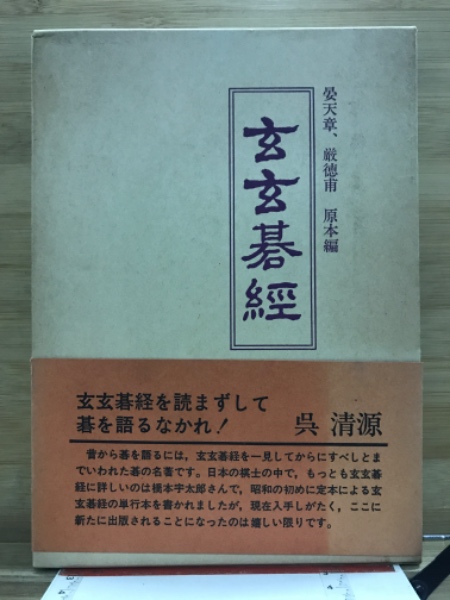 晏天章、厳徳甫 原本編
玄玄碁經
玄玄碁経を読まずして
碁を語るなかれ!
呉 清源
昔から碁を語るには，玄玄碁経を一見してからにすべしとま
でいわれた碁の名書です。日本の棋士の中で，もっとも玄玄碁
経に詳しいのは橋本宇太郎さんで，昭和の初めに定本による玄
玄碁経の単行本を書かれましたが，現在入手しがたく，ここに
新たに出版されることになったのは嬉しい限りです。